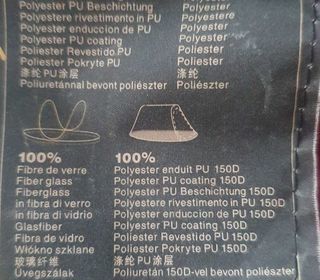 Polyester PU Beschichtung Polyester
Polyestere rivestimento in PU Polyestere
Polyester enduccion de PU Polyester
Polyester PU coating Polyester
Poliester Revestido PU Poliester
Poliester Pokryte PU Poliester
涤纶PU涂层 涤纶
Poliuretánnal bevont poliészter Poliészter
100% 100%
Fibre de verre Polyester enduit PU 150D
Fiber glass Polyester PU coating 150D
Fiberglass Polyester PU Beschichtung 150D
in fibra di verro Polyestere rivestimento in PU 150D
in fibra di vidrio Polyester enduccion de PU 150D
Glasfiber Polyester PU coating 150D
Fibra de vidro Poliester Revestido PU 150D
Włókno szklane Poliester Pokryte PU 150D
玻璃纤维 涤纶PU涂层 150D
Üvegszálak Poliuretán 150D-vel bevont poliészter